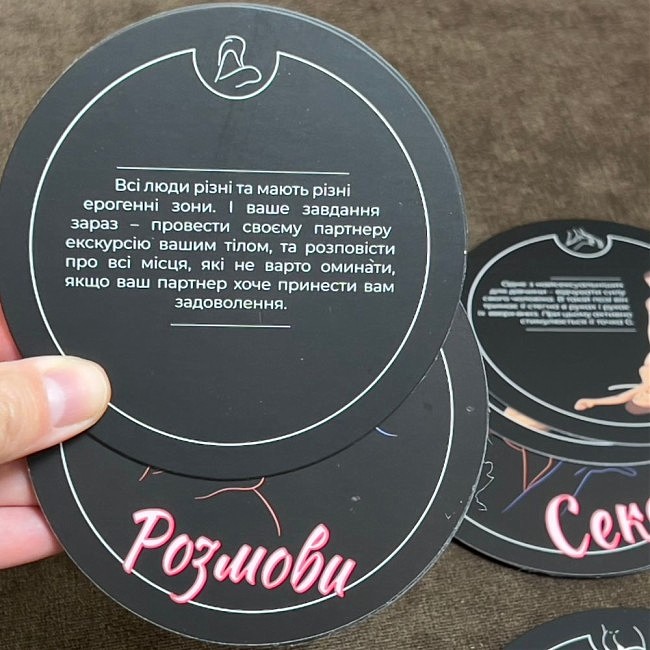 Всі люди різні та мають різні
ерогенні зони. І ваше завдання
зараз – провести своєму партнеру
екскурсію вашим тілом, та розповісти
про всі місця, які не варто оминати,
якщо ваш партнер хоче принести вам
задоволення.
Розмови
Секс